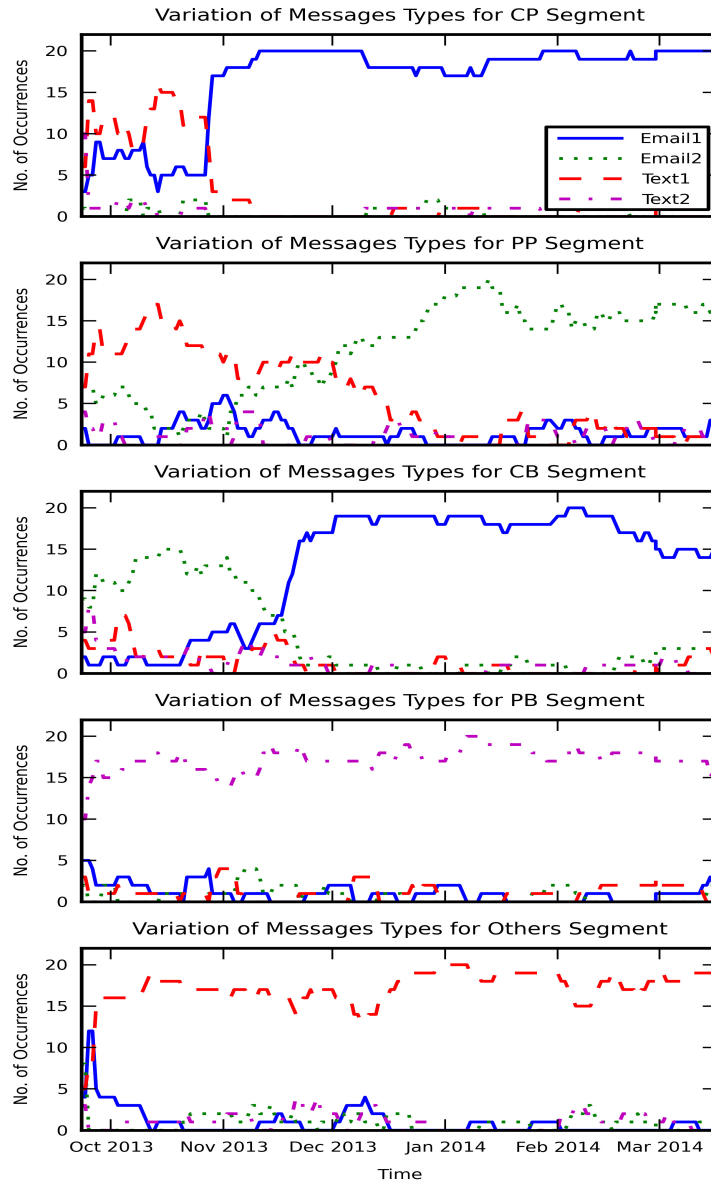 Variation of Messages Types for CP Segment
No. of Occurrences
20
15
10
5
0
Email1
Email2
Text1
Text2
Variation of Messages Types for PP Segment
No. of Occurrences
20
15
10
5
0
Variation of Messages Types for CB Segment
No. of Occurrences
20
15
10
5
0
Variation of Messages Types for PB Segment
No. of Occurrences
20
15
10
5
0
Variation of Messages Types for Others Segment
No. of Occurrences
20
15
10
5
0
Oct 2013 Nov 2013 Dec 2013 Jan 2014 Feb 2014 Mar 2014
Time